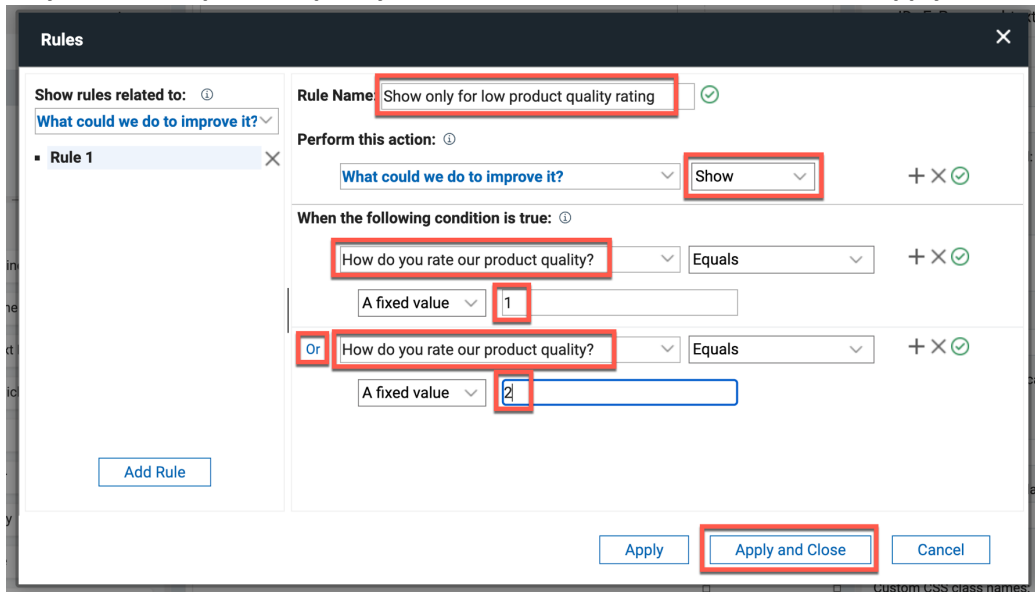 Rules
Show rules related to:
What could we do to improve it?
Rule 1
Add Rule
Rule Name: Show only for low product quality rating
Perform this action:
What could we do to improve it? Show
When the following condition is true:
How do you rate our product quality? Equals
A fixed value 1
Or How do you rate our product quality? Equals
A fixed value 2
Apply Apply and Close Cancel
Custom CSS class names: